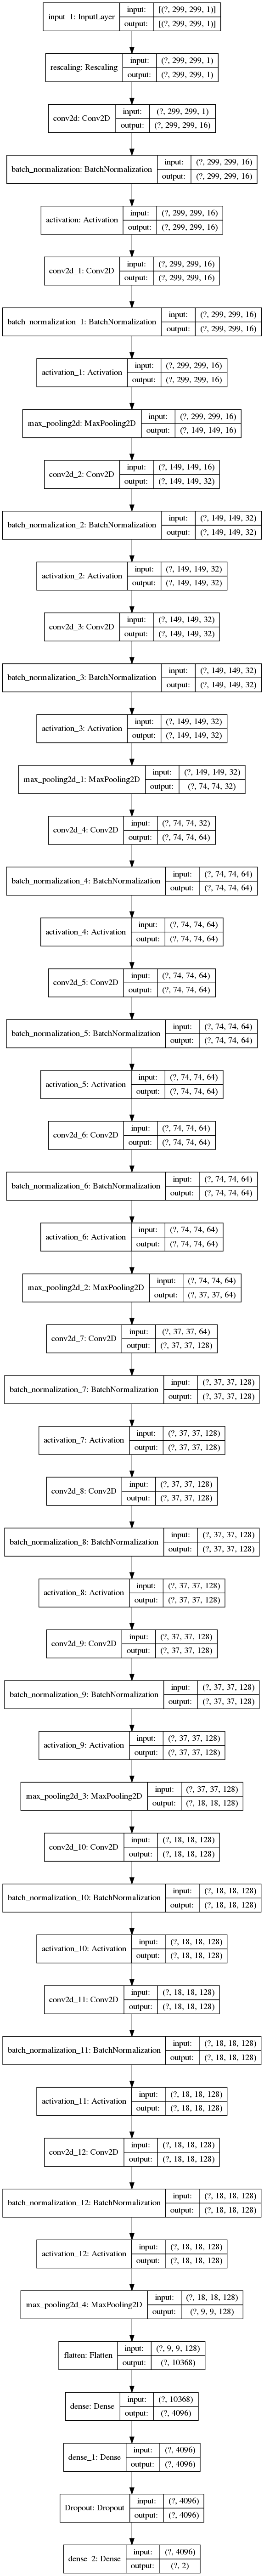 input_1: InputLayer
input: [(?, 299, 299, 1)]
output: [(?, 299, 299, 1)]
rescaling: Rescaling
input: (?, 299, 299, 1)
output: (?, 299, 299, 1)
conv2d: Conv2D
input: (?, 299, 299, 1)
output: (?, 299, 299, 16)
batch_normalization: BatchNormalization
input: (?, 299, 299, 16)
output: (?, 299, 299, 16)
activation: Activation
input: (?, 299, 299, 16)
output: (?, 299, 299, 16)
conv2d_1: Conv2D
input: (?, 299, 299, 16)
output: (?, 299, 299, 16)
batch_normalization_1: BatchNormalization
input: (?, 299, 299, 16)
output: (?, 299, 299, 16)
activation_1: Activation
input: (?, 299, 299, 16)
output: (?, 299, 299, 16)
max_pooling2d: MaxPooling2D
input: (?, 299, 299, 16)
output: (?, 149, 149, 16)
conv2d_2: Conv2D
input: (?, 149, 149, 16)
output: (?, 149, 149, 32)
batch_normalization_2: BatchNormalization
input: (?, 149, 149, 32)
output: (?, 149, 149, 32)
activation_2: Activation
input: (?, 149, 149, 32)
output: (?, 149, 149, 32)
conv2d_3: Conv2D
input: (?, 149, 149, 32)
output: (?, 149, 149, 32)
batch_normalization_3: BatchNormalization
input: (?, 149, 149, 32)
output: (?, 149, 149, 32)
activation_3: Activation
input: (?, 149, 149, 32)
output: (?, 149, 149, 32)
max_pooling2d_1: MaxPooling2D
input: (?, 149, 149, 32)
output: (?, 74, 74, 32)
conv2d_4: Conv2D
input: (?, 74, 74, 32)
output: (?, 74, 74, 64)
batch_normalization_4: BatchNormalization
input: (?, 74, 74, 64)
output: (?, 74, 74, 64)
activation_4: Activation
input: (?, 74, 74, 64)
output: (?, 74, 74, 64)
conv2d_5: Conv2D
input: (?, 74, 74, 64)
output: (?, 74, 74, 64)
batch_normalization_5: BatchNormalization
input: (?, 74, 74, 64)
output: (?, 74, 74, 64)
activation_5: Activation
input: (?, 74, 74, 64)
output: (?, 74, 74, 64)
conv2d_6: Conv2D
input: (?, 74, 74, 64)
output: (?, 74, 74, 64)
batch_normalization_6: BatchNormalization
input: (?, 74, 74, 64)
output: (?, 74, 74, 64)
activation_6: Activation
input: (?, 74, 74, 64)
output: (?, 74, 74, 64)
max_pooling2d_2: MaxPooling2D
input: (?, 74, 74, 64)
output: (?, 37, 37, 64)
conv2d_7: Conv2D
input: (?, 37, 37, 64)
output: (?, 37, 37, 128)
batch_normalization_7: BatchNormalization
input: (?, 37, 37, 128)
output: (?, 37, 37, 128)
activation_7: Activation
input: (?, 37, 37, 128)
output: (?, 37, 37, 128)
conv2d_8: Conv2D
input: (?, 37, 37, 128)
output: (?, 37, 37, 128)
batch_normalization_8: BatchNormalization
input: (?, 37, 37, 128)
output: (?, 37, 37, 128)
activation_8: Activation
input: (?, 37, 37, 128)
output: (?, 37, 37, 128)
conv2d_9: Conv2D
input: (?, 37, 37, 128)
output: (?, 37, 37, 128)
batch_normalization_9: BatchNormalization
input: (?, 37, 37, 128)
output: (?, 37, 37, 128)
activation_9: Activation
input: (?, 37, 37, 128)
output: (?, 37, 37, 128)
max_pooling2d_3: MaxPooling2D
input: (?, 37, 37, 128)
output: (?, 18, 18, 128)
conv2d_10: Conv2D
input: (?, 18, 18, 128)
output: (?, 18, 18, 128)
batch_normalization_10: BatchNormalization
input: (?, 18, 18, 128)
output: (?, 18, 18, 128)
activation_10: Activation
input: (?, 18, 18, 128)
output: (?, 18, 18, 128)
conv2d_11: Conv2D
input: (?, 18, 18, 128)
output: (?, 18, 18, 128)
batch_normalization_11: BatchNormalization
input: (?, 18, 18, 128)
output: (?, 18, 18, 128)
activation_11: Activation
input: (?, 18, 18, 128)
output: (?, 18, 18, 128)
conv2d_12: Conv2D
input: (?, 18, 18, 128)
output: (?, 18, 18, 128)
batch_normalization_12: BatchNormalization
input: (?, 18, 18, 128)
output: (?, 18, 18, 128)
activation_12: Activation
input: (?, 18, 18, 128)
output: (?, 18, 18, 128)
max_pooling2d_4: MaxPooling2D
input: (?, 18, 18, 128)
output: (?, 9, 9, 128)
flatten: Flatten
input: (?, 9, 9, 128)
output: (?, 10368)
dense: Dense
input: (?, 10368)
output: (?, 4096)
dense_1: Dense
input: (?, 4096)
output: (?, 4096)
Dropout: Dropout
input: (?, 4096)
output: (?, 4096)
dense_2: Dense
input: (?, 4096)
output: (?, 2)